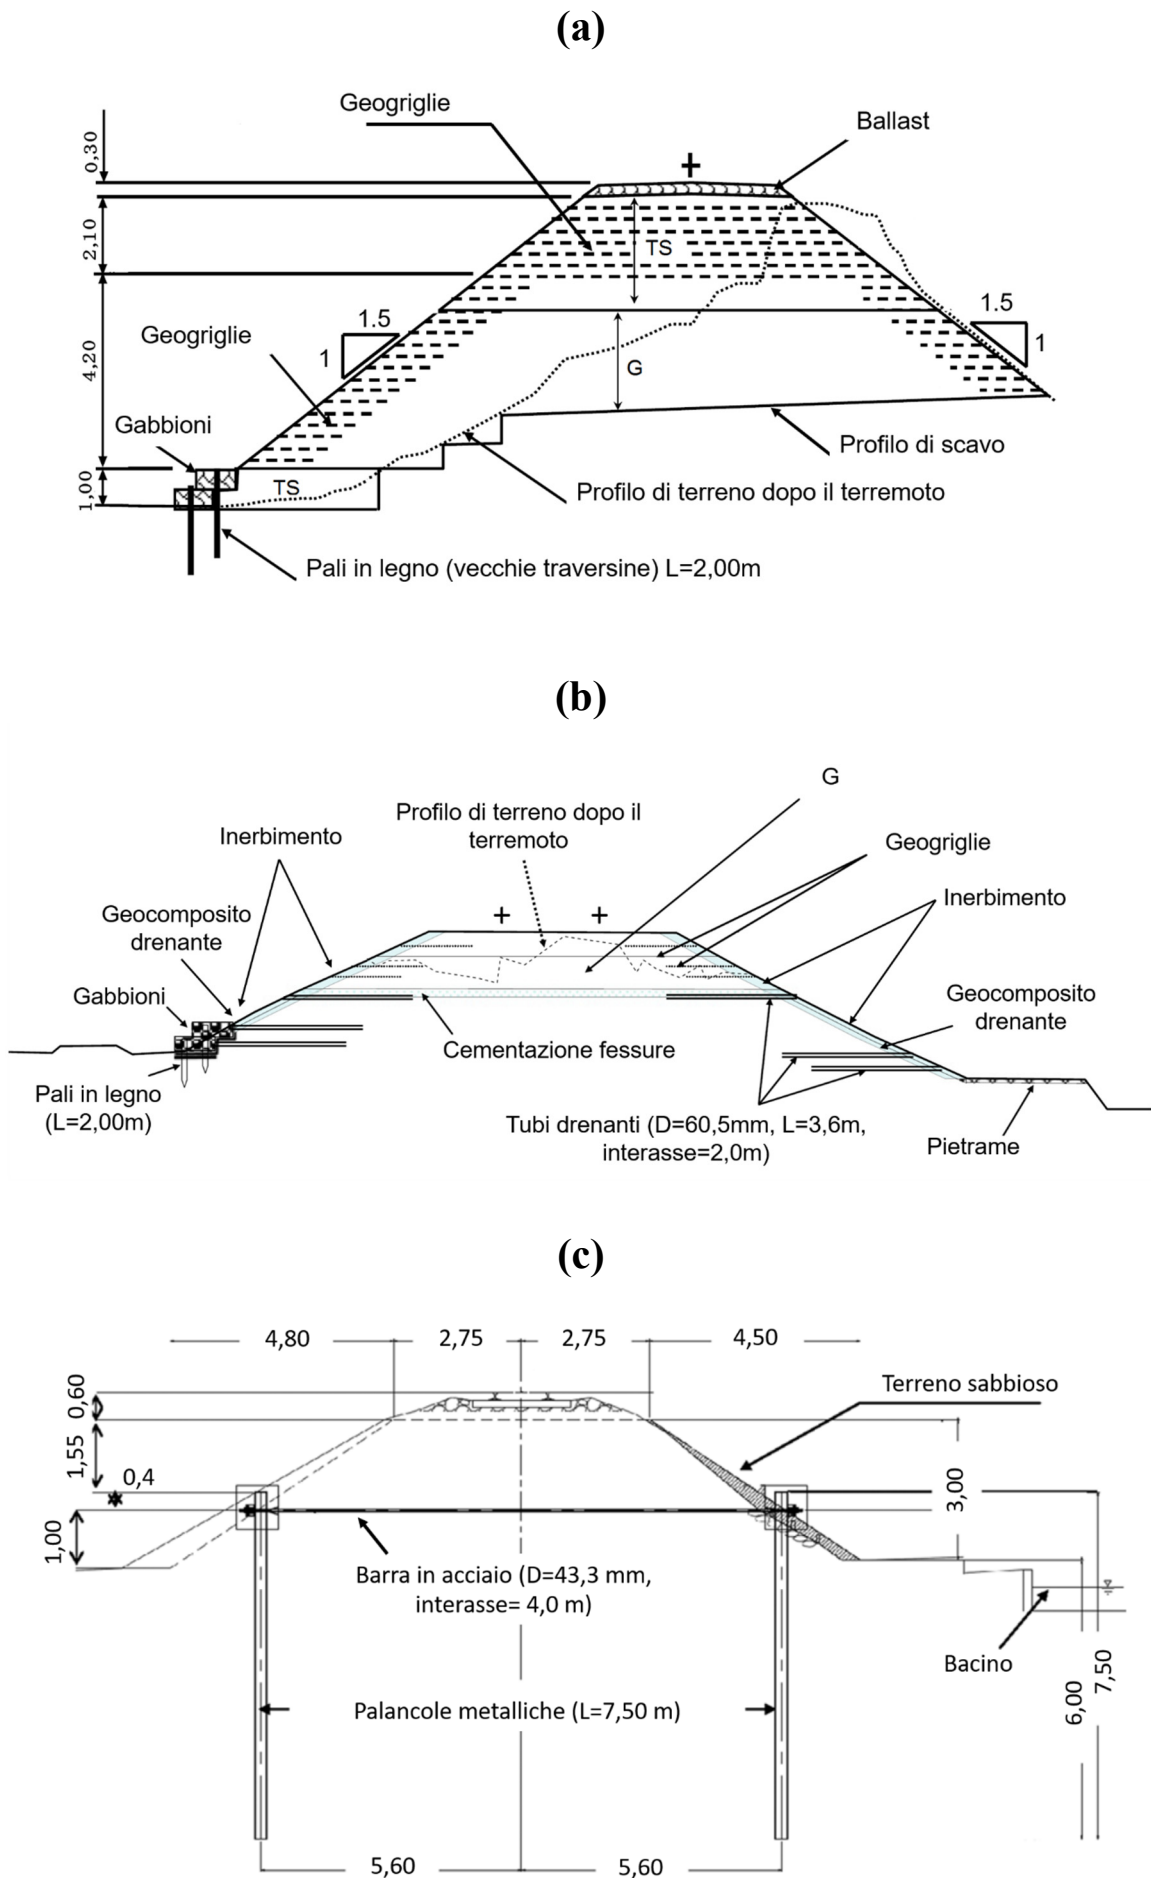 (a)
Geogriglie
Ballast
0,30
+
2,10
TS
1.5
1
1.5
1
Geogriglie
4,20
G
Gabbioni
Profilo di scavo
1,00
TS
Profilo di terreno dopo il terremoto
Pali in legno (vecchie traversine) L=2,00m
(b)
G
Profilo di terreno dopo il
terremoto
Inerbimento
Geogriglie
Inerbimento
Geocomposito
drenante
+ +
Gabbioni
Geocomposito
drenante
Cementazione fessure
Pali in legno
(L=2,00m)
Tubi drenanti (D=60,5mm, L=3,6m,
interasse=2,0m)
Pietrame
(c)
4,80 2,75 2,75 4,50
0,60
Terreno sabbioso
1,55
0,4
3,00
1,00
Barra in acciaio (D=43,3 mm,
interasse= 4,0 m)
Bacino
Palancole metalliche (L=7,50 m)
6,00
7,50
5,60 5,60